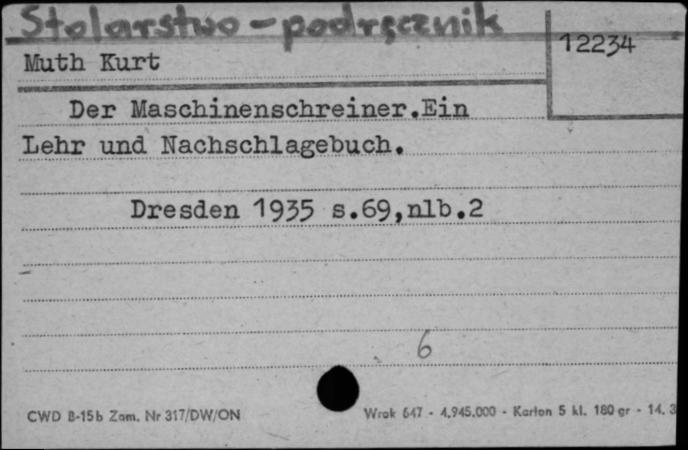 Stolarstwo - podręcznik
12234
Muth Kurt
Der Maschinenschreiner.Ein
Lehr und Nachschlagebuch.
Dresden 1935 s.69,nlb.2
6
CWD B-15b Zam. Nr 317/DW/ON
Wrok 647 - 4.945.000 - Karton 5 kl. 180 gr - 14. 3